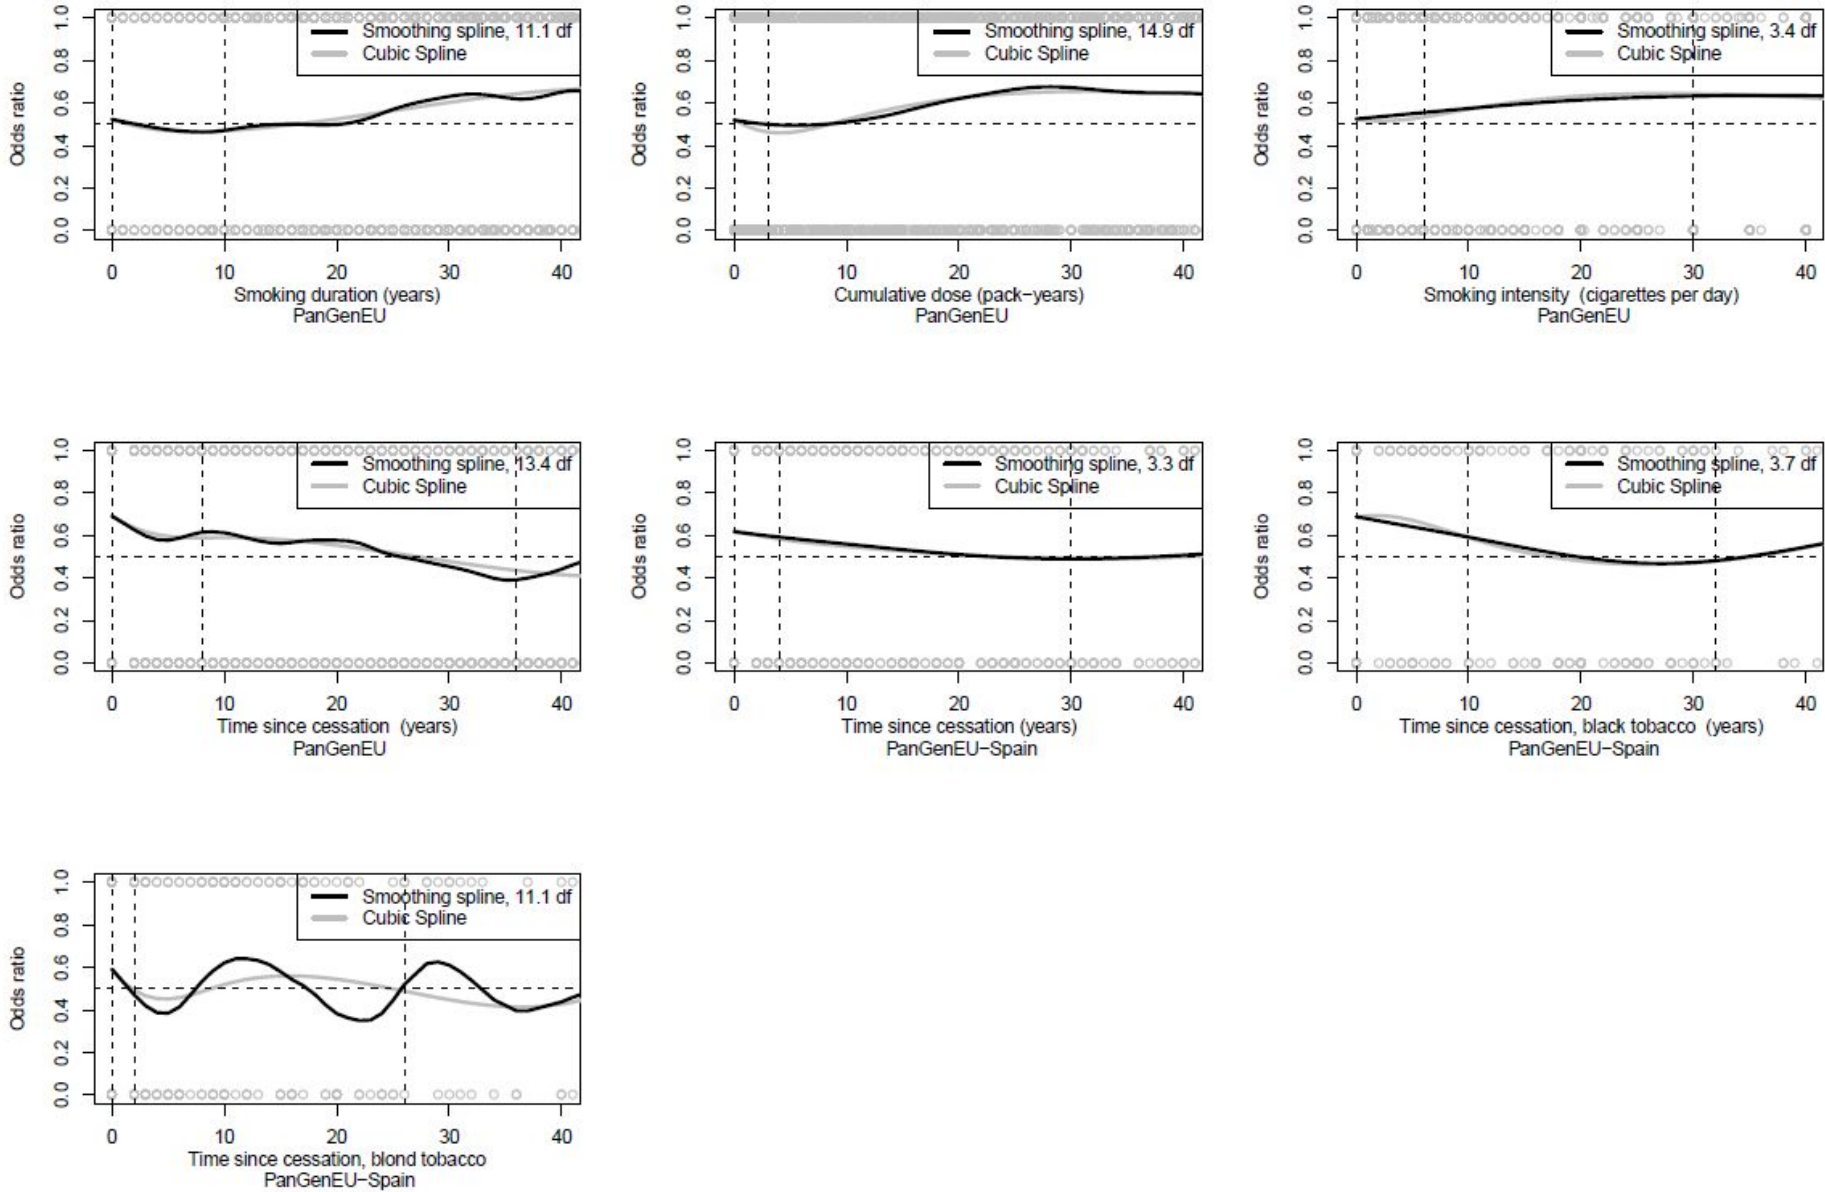 Odds ratio
0.0 0.2 0.4 0.6 0.8 1.0
Smoothing spline, 11.1 df
Cubic Spline
0 10 20 30 40
Smoking duration (years)
PanGenEU
Odds ratio
0.0 0.2 0.4 0.6 0.8 1.0
Smoothing spline, 14.9 df
Cubic Spline
0 10 20 30 40
Cumulative dose (pack−years)
PanGenEU
Odds ratio
0.0 0.2 0.4 0.6 0.8 1.0
Smoothing spline, 3.4 df
Cubic Spline
0 10 20 30 40
Smoking intensity (cigarettes per day)
PanGenEU
Odds ratio
0.0 0.2 0.4 0.6 0.8 1.0
Smoothing spline, 13.4 df
Cubic Spline
0 10 20 30 40
Time since cessation (years)
PanGenEU
Odds ratio
0.0 0.2 0.4 0.6 0.8 1.0
Smoothing spline, 3.3 df
Cubic Spline
0 10 20 30 40
Time since cessation (years)
PanGenEU−Spain
Odds ratio
0.0 0.2 0.4 0.6 0.8 1.0
Smoothing spline, 3.7 df
Cubic Spline
0 10 20 30 40
Time since cessation, black tobacco (years)
PanGenEU−Spain
Odds ratio
0.0 0.2 0.4 0.6 0.8 1.0
Smoothing spline, 11.1 df
Cubic Spline
0 10 20 30 40
Time since cessation, blond tobacco
PanGenEU−Spain